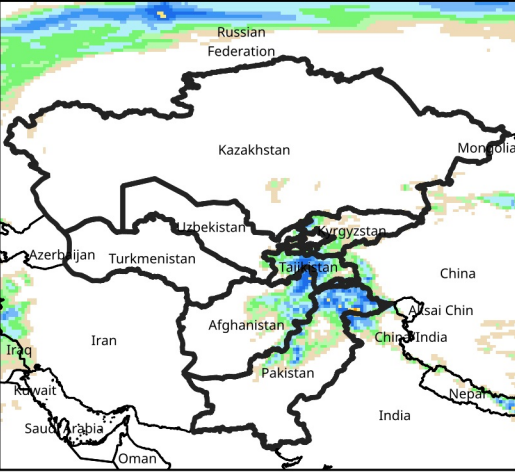 Russian
Federation
Kazakhstan
Mongolia
Uzbekistan
Kyrgyzstan
Azerbaijan
Turkmenistan
Tajikistan
China
Aksai Chin
Afghanistan
China/India
Iran
Iraq
Pakistan
Kuwait
Nepal
India
Saudi Arabia
Oman